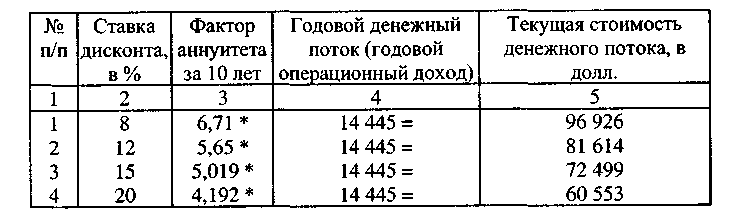 № п/п | Ставка дисконта, в % | Фактор аннуитета за 10 лет | Годовой денежный поток (годовой операционный доход) | Текущая стоимость денежного потока, в долл.
1 | 2 | 3 | 4 | 5
1 | 8 | 6,71 * | 14 445 = | 96 926
2 | 12 | 5,65 * | 14 445 = | 81 614
3 | 15 | 5,019 * | 14 445 = | 72 499
4 | 20 | 4,192 * | 14 445 = | 60 553